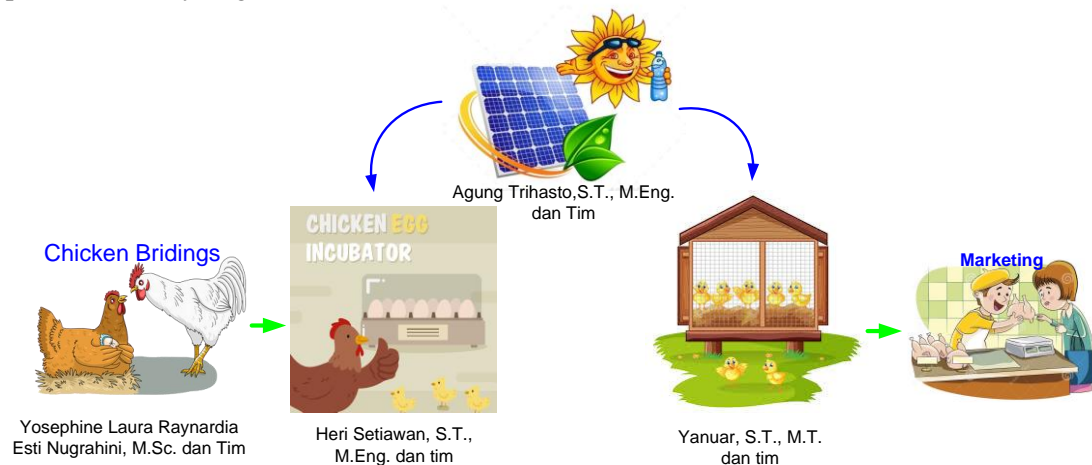 Agung Trihasto,S.T., M.Eng.
dan Tim
CHICKEN EGG
INCUBATOR
Chicken Bridings
Marketing
Yosephine Laura Raynardia
Esti Nugrahini, M.Sc. dan Tim
Heri Setiawan, S.T.,
M.Eng. dan tim
Yanuar, S.T., M.T.
dan tim